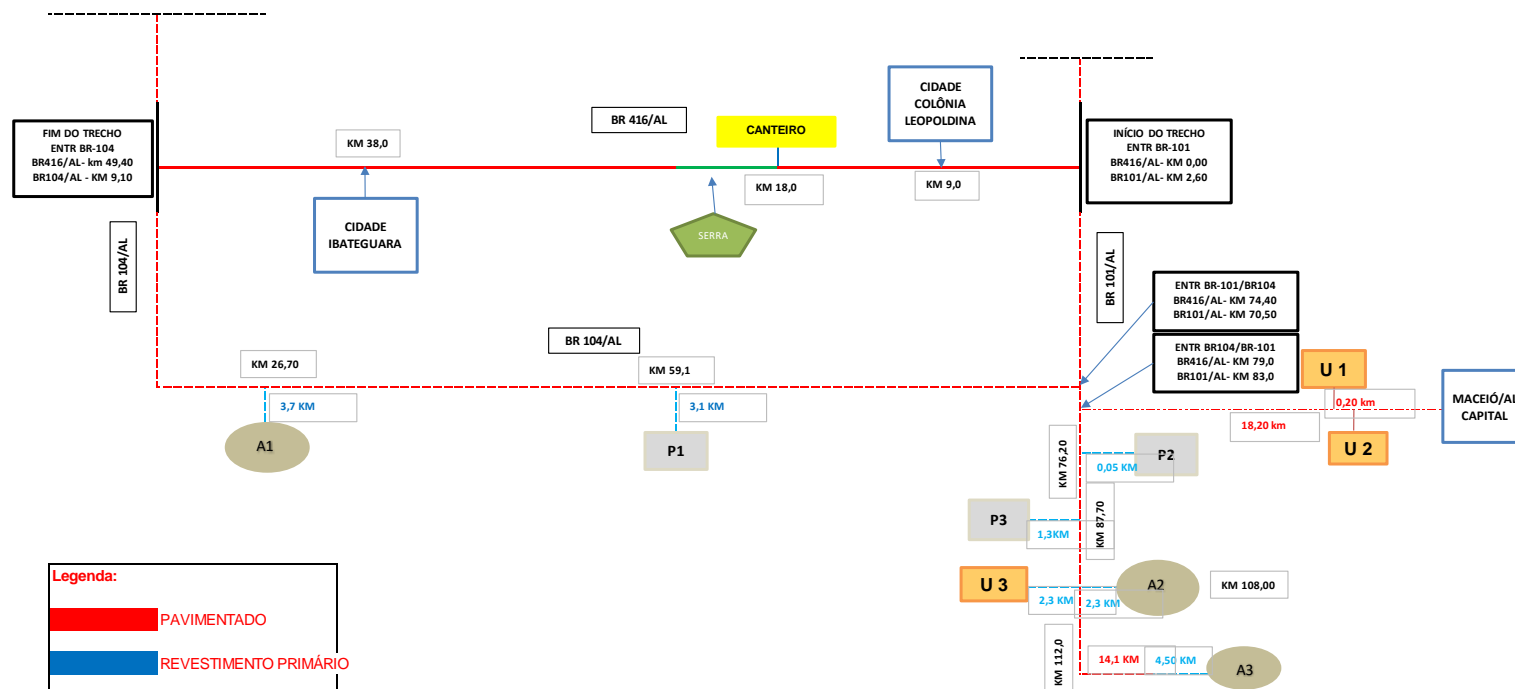 CIDADE
COLÔNIA
LEOPOLDINA
BR 416/AL
CANTEIRO
FIM DO TRECHO
ENTR BR-104
BR416/AL- km 49,40
BR104/AL - KM 9,10
KM 38,0
INÍCIO DO TRECHO
ENTR BR-101
BR416/AL- KM 0,00
BR101/AL- KM 2,60
KM 18,0
KM 9,0
CIDADE
IBATEGUARA
SERRA
BR 104/AL
BR 101/AL
ENTR BR-101/BR104
BR416/AL- KM 74,40
BR101/AL- KM 70,50
BR 104/AL
ENTR BR104/BR-101
BR416/AL- KM 79,0
BR101/AL- KM 83,0
KM 26,70
KM 59,1
U 1
3,7 KM
3,1 KM
0,20 km
MACEIÓ/AL
CAPITAL
18,20 km
A1
P1
U 2
KM 76,20
P2
0,05 KM
P3
KM 87,70
1,3KM
U 3
A2
KM 108,00
2,3 KM
2,3 KM
KM 112,0
14,1 KM
4,50 KM
A3
Legenda:
PAVIMENTADO
REVESTIMENTO PRIMÁRIO